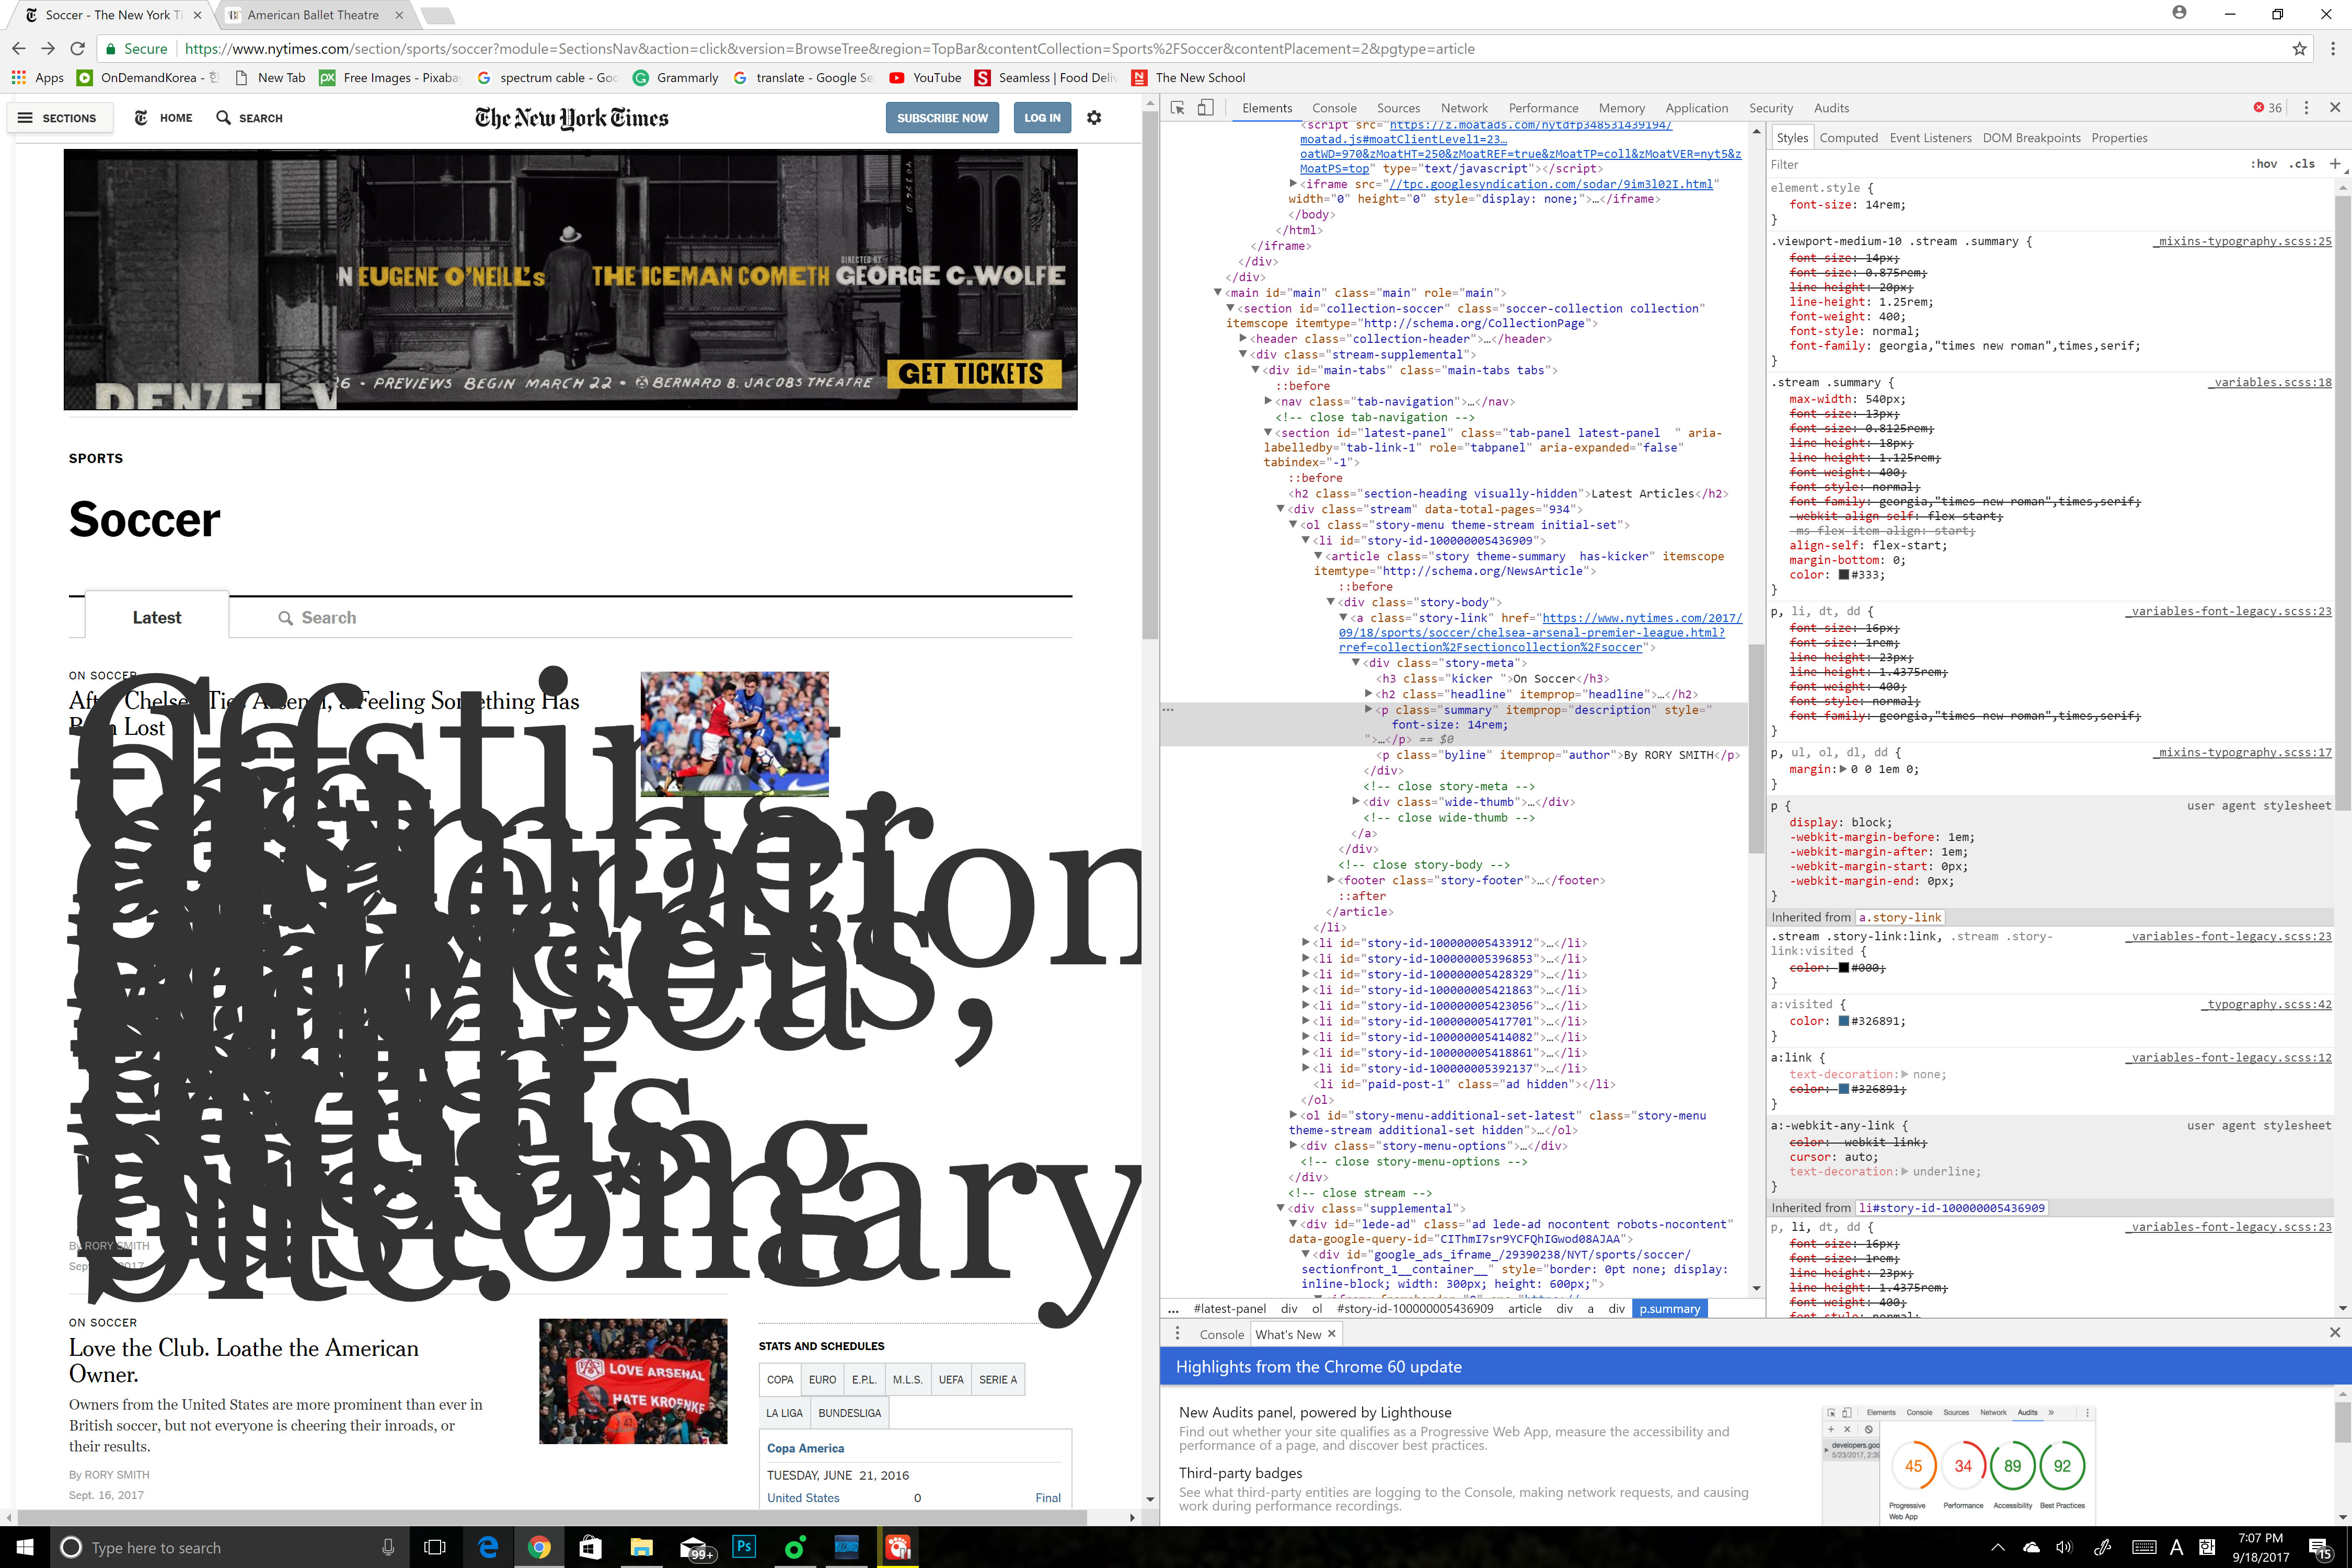 Soccer - The New York Ti
American Ballet Theatre
Secure
https://www.nytimes.com/section/sports/soccer?module=SectionsNav&action=click&version=BrowseTree&region=TopBar&contentCollection=Sports%2FSoccer&contentPlacement=2&pgtype=article
Apps OnDemandKorea - New Tab Free Images - Pixabay spectrum cable - Goo Grammarly translate - Google Se YouTube Seamless | Food Deliv The New School
SECTIONS HOME SEARCH The New York Times SUBSCRIBE NOW LOG IN
DIRECTED BY
N EUGENE O'NEILL's THE ICEMAN COMETH GEORGE C.WOLFE
GET TICKETS
6 - PREVIEWS BEGIN MARCH 22 - BERNARD B. JACOBS THEATRE
DENZEL
SPORTS
Soccer
Latest Search
ON SOCCER
After Chelsea Ties Arsenal, a Feeling Something Has
Been Lost
By RORY SMITH
ON SOCCER
Love the Club. Loathe the American
Owner.
Owners from the United States are more prominent than ever in
British soccer, but not everyone is cheering their inroads, or
their results.
By RORY SMITH
Sept. 16, 2017
LOVE ARSENAL
HATE KROENKE
STATS AND SCHEDULES
COPA EURO E.P.L. M.L.S. UEFA SERIE A
LA LIGA BUNDESLIGA
Copa America
TUESDAY, JUNE 21, 2016
United States 0 Final
Elements Console Sources Network Performance Memory Application Security Audits 36
<script src="https://z.moatads.com/nytdfp348531439194/
moatad.js#moatClientLevel1=23…
oatWD=970&zMoatHT=250&zMoatREF=true&zMoatTP=coll&zMoatVER=nyt5&z
MoatPS=top" type="text/javascript"></script>
<iframe src="//tpc.googlesyndication.com/sodar/9im3l02I.html"
width="0" height="0" style="display: none;">…</iframe>
</body>
</html>
</iframe>
</div>
</div>
<main id="main" class="main" role="main">
<section id="collection-soccer" class="soccer-collection collection"
itemscope itemtype="http://schema.org/CollectionPage">
<header class="collection-header">…</header>
<div class="stream-supplemental">
<div id="main-tabs" class="main-tabs tabs">
::before
<nav class="tab-navigation">…</nav>
<!-- close tab-navigation -->
<section id="latest-panel" class="tab-panel latest-panel " aria-
labelledby="tab-link-1" role="tabpanel" aria-expanded="false"
tabindex="-1">
::before
<h2 class="section-heading visually-hidden">Latest Articles</h2>
<div class="stream" data-total-pages="934">
<ol class="story-menu theme-stream initial-set">
<li id="story-id-100000005436909">
<article class="story theme-summary has-kicker" itemscope
itemtype="http://schema.org/NewsArticle">
::before
<div class="story-body">
<a class="story-link" href="https://www.nytimes.com/2017/
09/18/sports/soccer/chelsea-arsenal-premier-league.html?
rref=collection%2Fsectioncollection%2Fsoccer">
<div class="story-meta">
<h3 class="kicker ">On Soccer</h3>
<h2 class="headline" itemprop="headline">…</h2>
<p class="summary" itemprop="description" style="
font-size: 14rem;
">…</p> == $0
<p class="byline" itemprop="author">By RORY SMITH</p>
</div>
<!-- close story-meta -->
<div class="wide-thumb">…</div>
<!-- close wide-thumb -->
</a>
</div>
<!-- close story-body -->
<footer class="story-footer">…</footer>
::after
</article>
</li>
<li id="story-id-100000005433912">…</li>
<li id="story-id-100000005396853">…</li>
<li id="story-id-100000005428329">…</li>
<li id="story-id-100000005421863">…</li>
<li id="story-id-100000005423056">…</li>
<li id="story-id-100000005417701">…</li>
<li id="story-id-100000005414082">…</li>
<li id="story-id-100000005418861">…</li>
<li id="story-id-100000005392137">…</li>
<li id="paid-post-1" class="ad hidden"></li>
</ol>
<ol id="story-menu-additional-set-latest" class="story-menu
theme-stream additional-set hidden">…</ol>
<div class="story-menu-options">…</div>
<!-- close story-menu-options -->
</div>
<!-- close stream -->
<div class="supplemental">
<div id="lede-ad" class="ad lede-ad nocontent robots-nocontent"
data-google-query-id="CIThmI7sr9YCFQhIGwod08AJAA">
<div id="google_ads_iframe_/29390238/NYT/sports/soccer/
sectionfront_1__container__" style="border: 0pt none; display:
inline-block; width: 300px; height: 600px;">
... #latest-panel div ol #story-id-100000005436909 article div a div p.summary
Styles Computed Event Listeners DOM Breakpoints Properties
Filter :hov .cls +
element.style {
font-size: 14rem;
}
.viewport-medium-10 .stream .summary { _mixins-typography.scss:25
font-size: 14px;
font-size: 0.875rem;
line-height: 20px;
line-height: 1.25rem;
font-weight: 400;
font-style: normal;
font-family: georgia,"times new roman",times,serif;
}
.stream .summary { _variables.scss:18
max-width: 540px;
font-size: 13px;
font-size: 0.8125rem;
line-height: 18px;
line-height: 1.125rem;
font-weight: 400;
font-style: normal;
font-family: georgia,"times new roman",times,serif;
-webkit-align-self: flex-start;
-ms-flex-item-align: start;
align-self: flex-start;
margin-bottom: 0;
color: #333;
}
p, li, dt, dd { _variables-font-legacy.scss:23
font-size: 16px;
font-size: 1rem;
line-height: 23px;
line-height: 1.4375rem;
font-weight: 400;
font-style: normal;
font-family: georgia,"times new roman",times,serif;
}
p, ul, ol, dl, dd { _mixins-typography.scss:17
margin: 0 0 1em 0;
}
p { user agent stylesheet
display: block;
-webkit-margin-before: 1em;
-webkit-margin-after: 1em;
-webkit-margin-start: 0px;
-webkit-margin-end: 0px;
}
Inherited from a.story-link
.stream .story-link:link, .stream .story- _variables-font-legacy.scss:23
link:visited {
color: #000;
}
a:visited { _typography.scss:42
color: #326891;
}
a:link { _variables-font-legacy.scss:12
text-decoration: none;
color: #326891;
}
a:-webkit-any-link { user agent stylesheet
color: -webkit-link;
cursor: auto;
text-decoration: underline;
}
Inherited from li#story-id-100000005436909
p, li, dt, dd { _variables-font-legacy.scss:23
font-size: 16px;
font-size: 1rem;
line-height: 23px;
line-height: 1.4375rem;
font-weight: 400;
font-style: normal;
Console What's New
Highlights from the Chrome 60 update
New Audits panel, powered by Lighthouse
Find out whether your site qualifies as a Progressive Web App, measure the accessibility and
performance of a page, and discover best practices.
Third-party badges
See what third-party entities are logging to the Console, making network requests, and causing
work during performance recordings.
Elements Console Sources Network Audits »
45 34 89 92
Progressive Web App Performance Accessibility Best Practices
Type here to search
99+
Ps
A
7:07 PM
9/18/2017
15